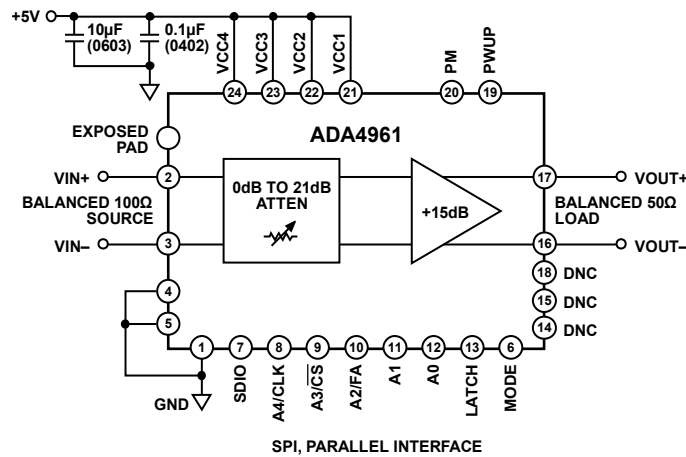 +5V
10µF
(0603)
0.1µF
(0402)
VCC4
VCC3
VCC2
VCC1
PM
PWUP
24
23
22
21
20
19
EXPOSED
PAD
ADA4961
VIN+
2
0dB TO 21dB
ATTEN
+15dB
17
VOUT+
BALANCED 100Ω
SOURCE
BALANCED 50Ω
LOAD
VIN–
3
16
VOUT–
4
18
DNC
5
15
DNC
14
DNC
1
7
8
9
10
11
12
13
6
GND
SDIO
A4/CLK
A3/C̅S̅
A2/FA
A1
A0
LATCH
MODE
SPI, PARALLEL INTERFACE